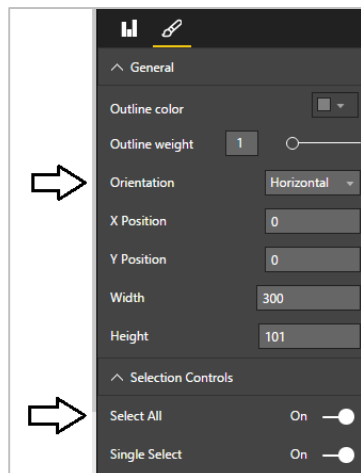 General
Outline color
Outline weight 1
Orientation Horizontal
X Position 0
Y Position 0
Width 300
Height 101
Selection Controls
Select All On
Single Select On